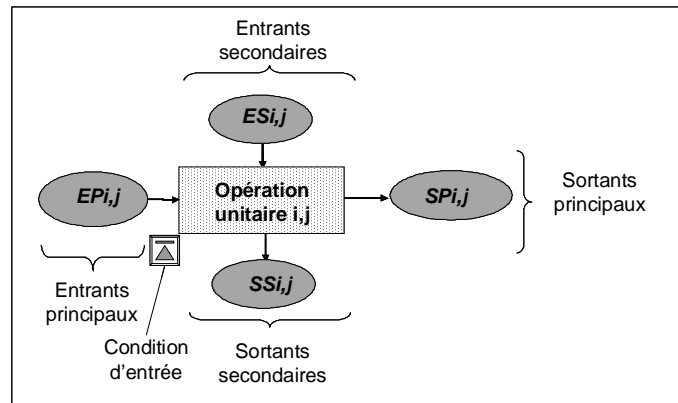 Entrants
secondaires
ESi,j
EPi,j
Opération
unitaire i,j
SPi,j
Sortants
principaux
Entrants
principaux
SSi,j
Condition
d'entrée
Sortants
secondaires